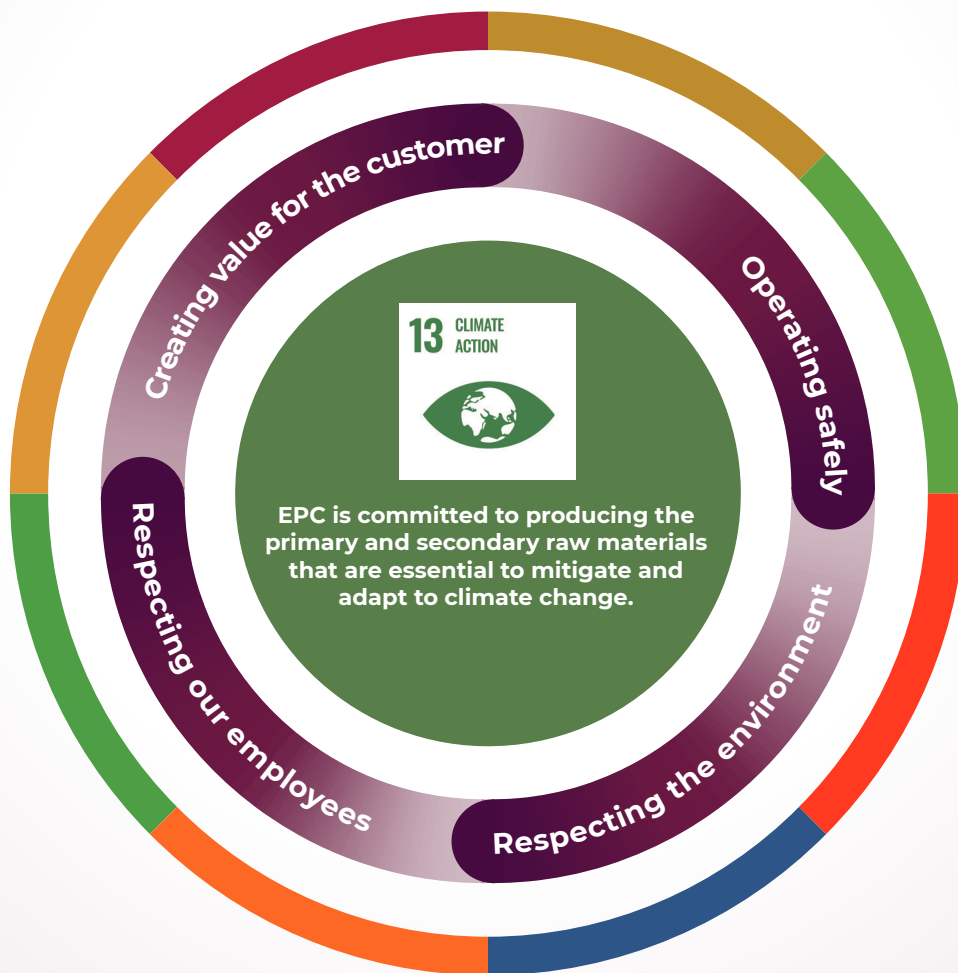 Creating value for the customer
Operating safely
13 CLIMATE
ACTION
EPC is committed to producing the
primary and secondary raw materials
that are essential to mitigate and
adapt to climate change.
Respecting our employees
Respecting the environment